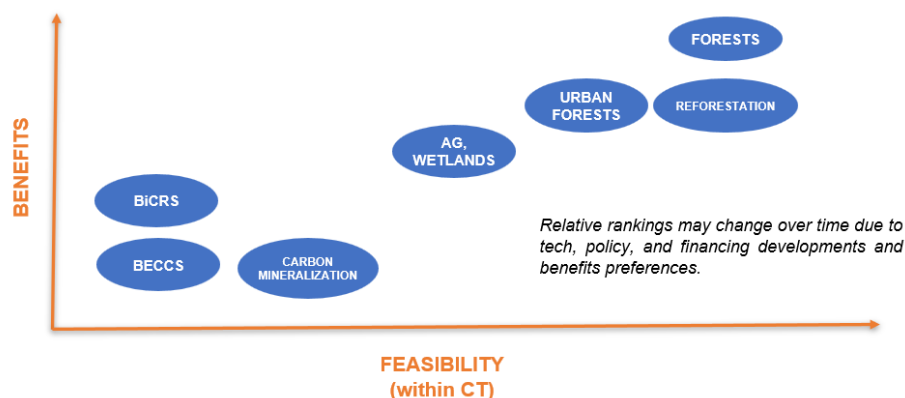 BENEFITS
FORESTS
URBAN
FORESTS
REFORESTATION
AG,
WETLANDS
BiCRS
BECCS
CARBON
MINERALIZATION
Relative rankings may change over time due to
tech, policy, and financing developments and
benefits preferences.
FEASIBILITY
(within CT)